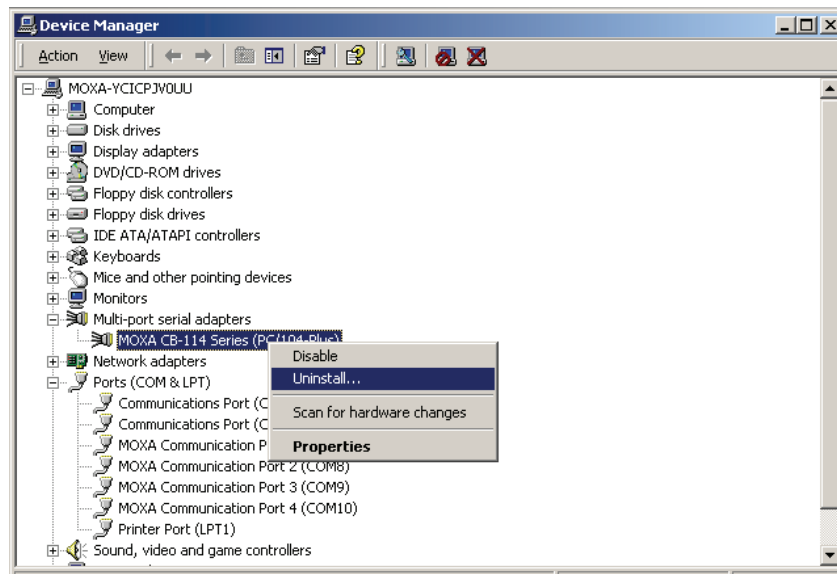 Device Manager
Action View
MOXA-YCICPJV0UU
Computer
Disk drives
Display adapters
DVD/CD-ROM drives
Floppy disk controllers
Floppy disk drives
IDE ATA/ATAPI controllers
Keyboards
Mice and other pointing devices
Monitors
Multi-port serial adapters
MOXA CB-114 Series (PC/104-Plus)
Disable
Network adapters
Uninstall...
Ports (COM & LPT)
Communications Port (C
Scan for hardware changes
Communications Port (C
MOXA Communication P
Properties
MOXA Communication Port 2 (COM8)
MOXA Communication Port 3 (COM9)
MOXA Communication Port 4 (COM10)
Printer Port (LPT1)
Sound, video and game controllers